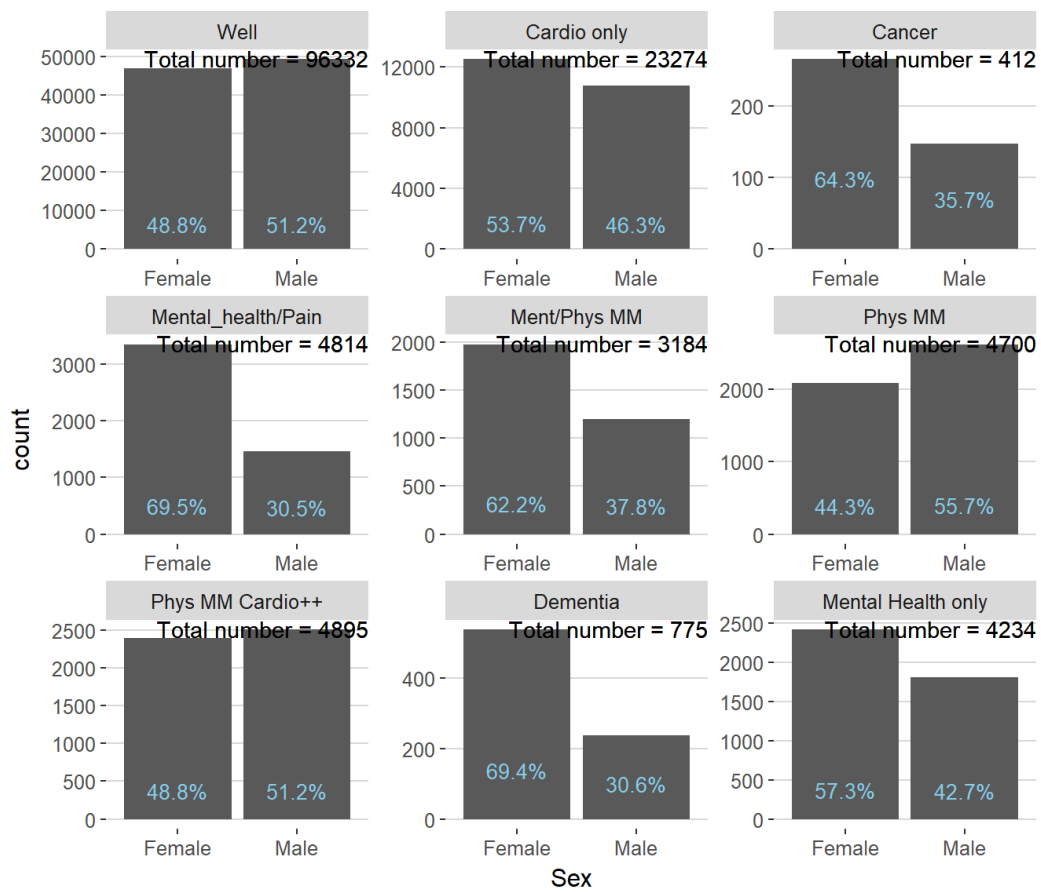 Well
Total number = 96332
50000
40000
30000
20000
10000
0
48.8%
51.2%
Female
Male
Cardio only
Total number = 23274
12000
8000
4000
0
53.7%
46.3%
Female
Male
Cancer
Total number = 412
200
100
0
64.3%
35.7%
Female
Male
Mental_health/Pain
Total number = 4814
3000
2000
1000
0
69.5%
30.5%
Female
Male
Ment/Phys MM
Total number = 3184
2000
1500
1000
500
0
62.2%
37.8%
Female
Male
Phys MM
Total number = 4700
2000
1000
0
44.3%
55.7%
Female
Male
Phys MM Cardio++
Total number = 4895
2500
2000
1500
1000
500
0
48.8%
51.2%
Female
Male
Dementia
Total number = 775
400
200
0
69.4%
30.6%
Female
Male
Mental Health only
Total number = 4234
2500
2000
1500
1000
500
0
57.3%
42.7%
Female
Male
count
Sex